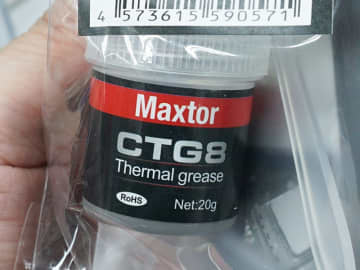 4 573615 590571
Maxtor
CTG8
Thermal grease
RoHS
Net:20g